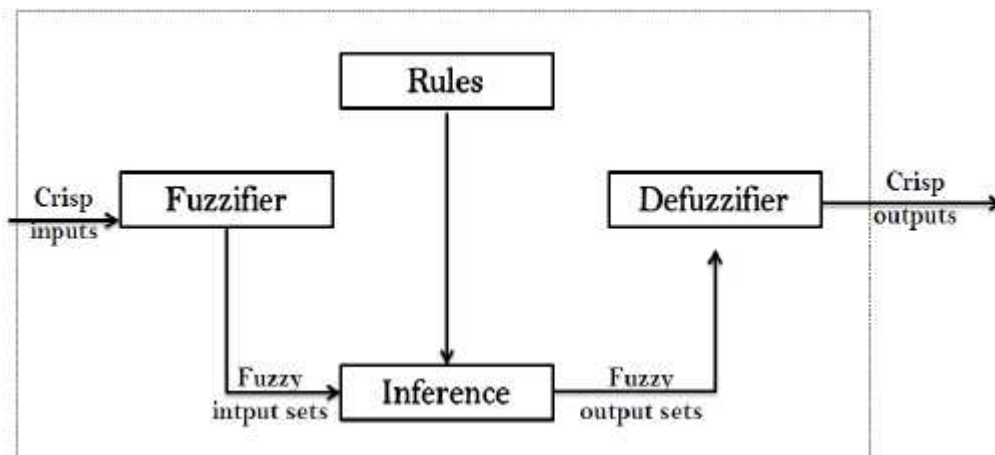 Rules
Crisp
inputs
Fuzzifier
Defuzzifier
Crisp
outputs
Fuzzy
intput sets
Inference
Fuzzy
output sets